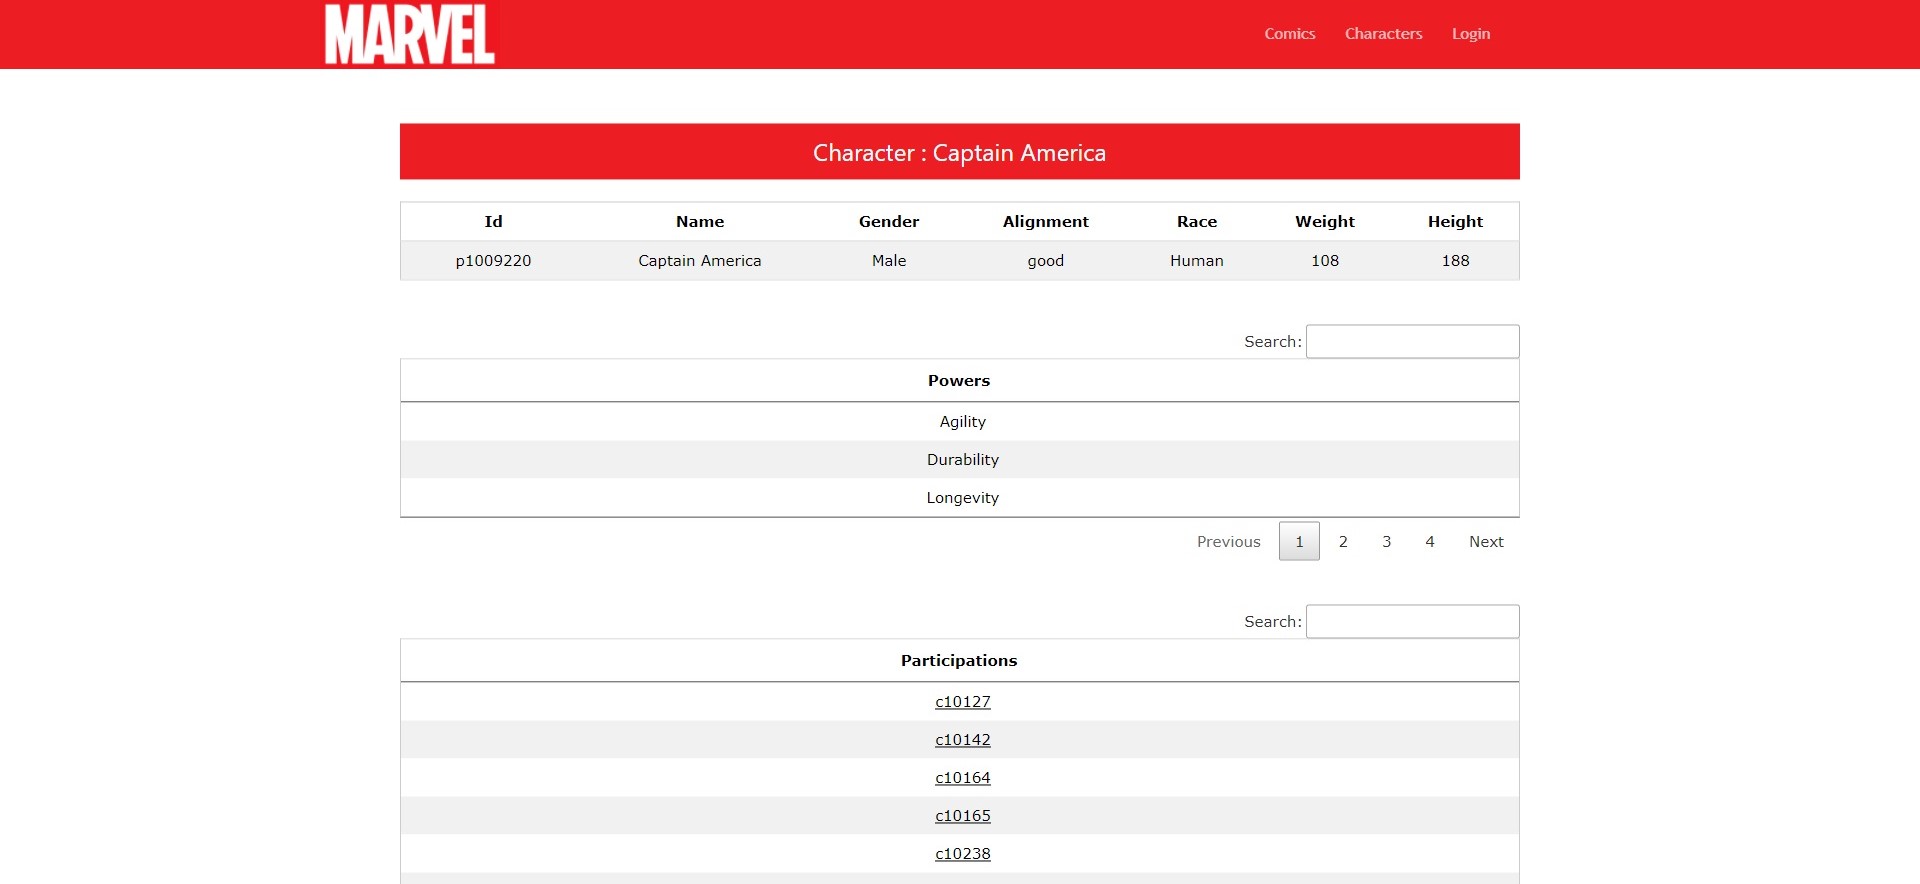 MARVEL
Comics Characters Login
Character : Captain America
Id Name Gender Alignment Race Weight Height
p1009220 Captain America Male good Human 108 188
Search:
Powers
Agility
Durability
Longevity
Previous 1 2 3 4 Next
Search:
Participations
c10127
c10142
c10164
c10165
c10238